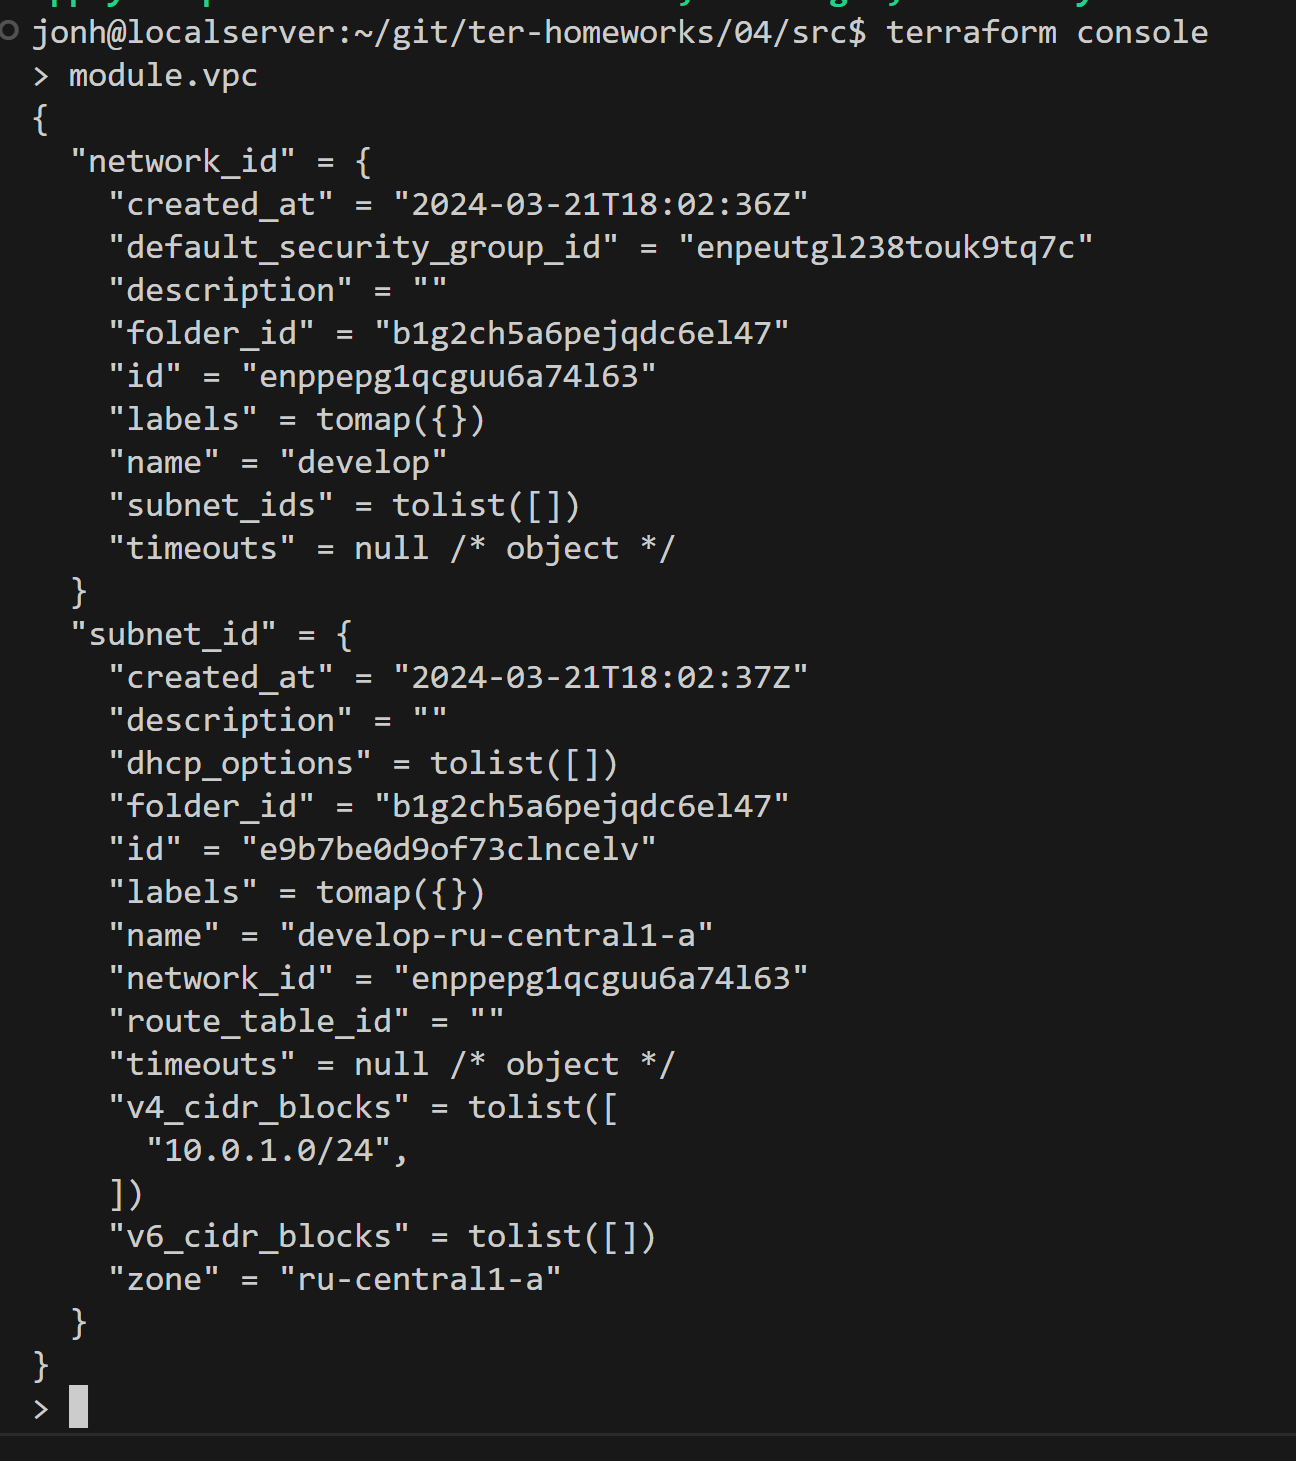 jonh@localserver:~/git/ter-homeworks/04/src$ terraform console
> module.vpc
{
  "network_id" = {
    "created_at" = "2024-03-21T18:02:36Z"
    "default_security_group_id" = "enpeutgl238touk9tq7c"
    "description" = ""
    "folder_id" = "b1g2ch5a6pejqdc6el47"
    "id" = "enppepg1qcguu6a74l63"
    "labels" = tomap({})
    "name" = "develop"
    "subnet_ids" = tolist([])
    "timeouts" = null /* object */
  }
  "subnet_id" = {
    "created_at" = "2024-03-21T18:02:37Z"
    "description" = ""
    "dhcp_options" = tolist([])
    "folder_id" = "b1g2ch5a6pejqdc6el47"
    "id" = "e9b7be0d9of73clncelv"
    "labels" = tomap({})
    "name" = "develop-ru-central1-a"
    "network_id" = "enppepg1qcguu6a74l63"
    "route_table_id" = ""
    "timeouts" = null /* object */
    "v4_cidr_blocks" = tolist([
      "10.0.1.0/24",
    ])
    "v6_cidr_blocks" = tolist([])
    "zone" = "ru-central1-a"
  }
}
>